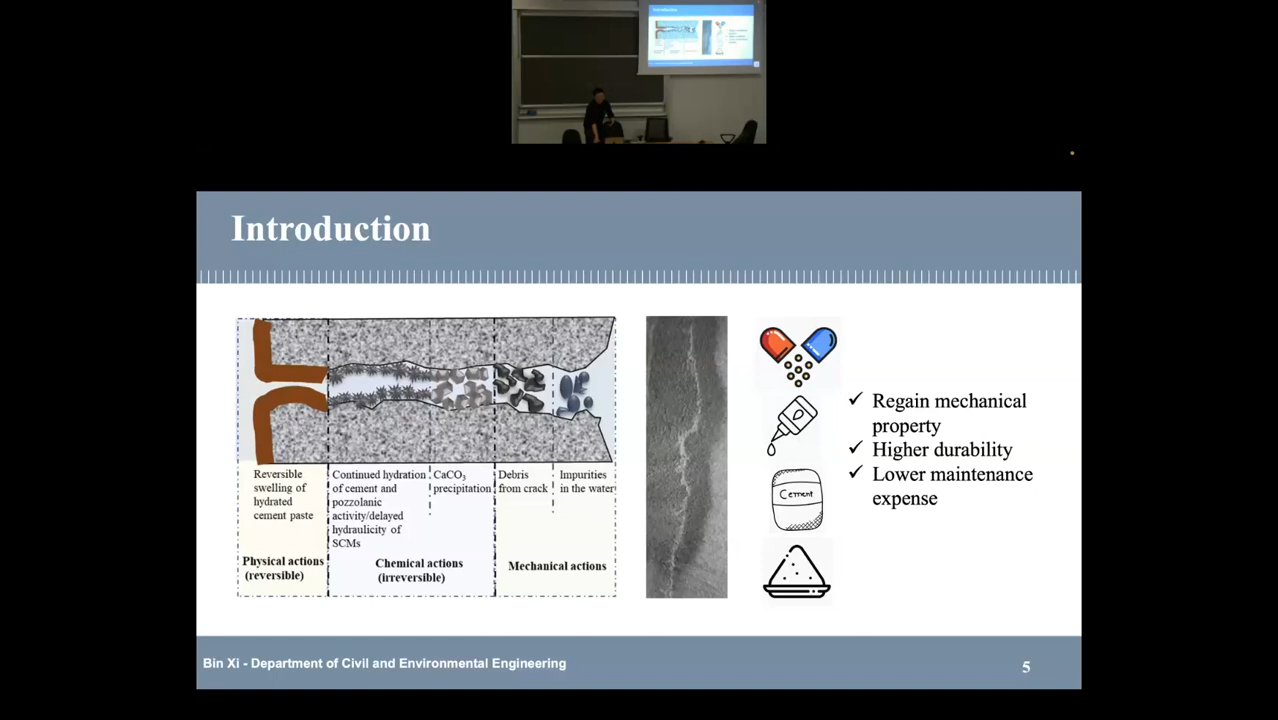 Introduction
Introduction
Reversible
swelling of
hydrated
cement paste
Continued hydration
of cement and
pozzolanic
activity/delayed
hydraulicity of
SCMs
CaCO₃
precipitation
Debris
from crack
Impurities
in the water
Physical actions
(reversible)
Chemical actions
(irreversible)
Mechanical actions
Cement
✓ Regain mechanical
property
✓ Higher durability
✓ Lower maintenance
expense
Bin Xi - Department of Civil and Environmental Engineering
5